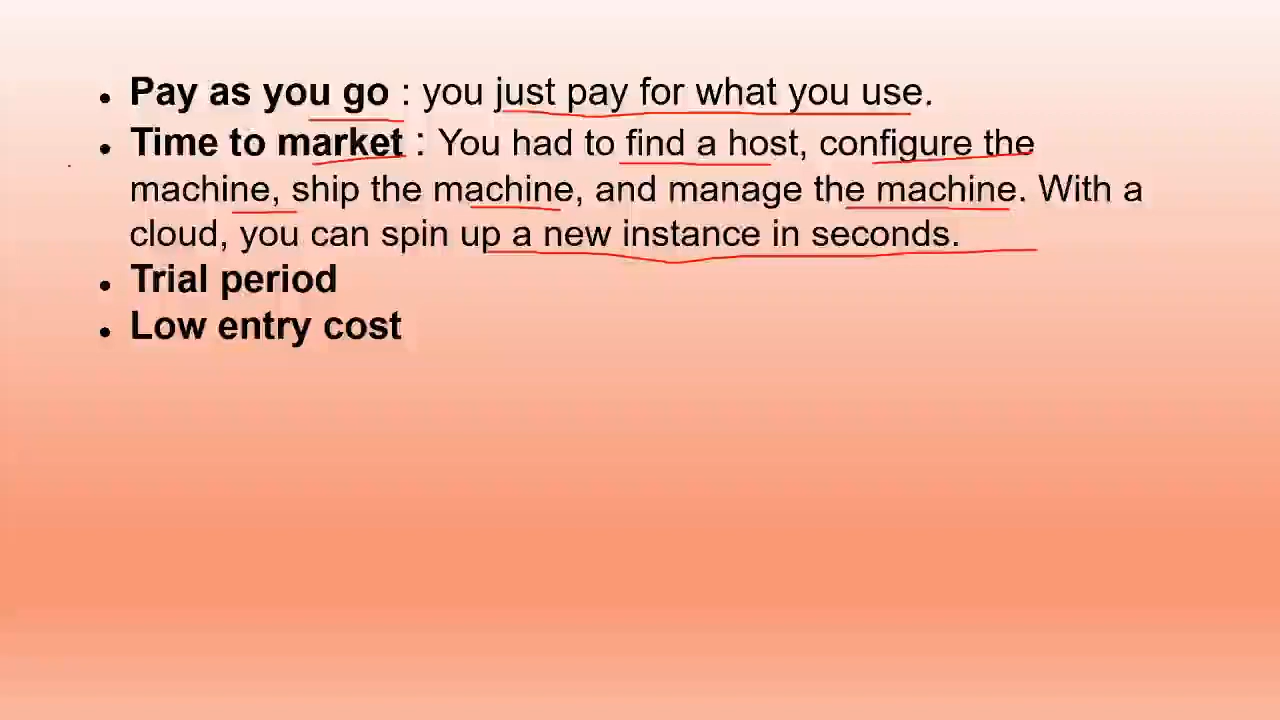 • Pay as you go : you just pay for what you use.
• Time to market : You had to find a host, configure the
machine, ship the machine, and manage the machine. With a
cloud, you can spin up a new instance in seconds.
• Trial period
• Low entry cost